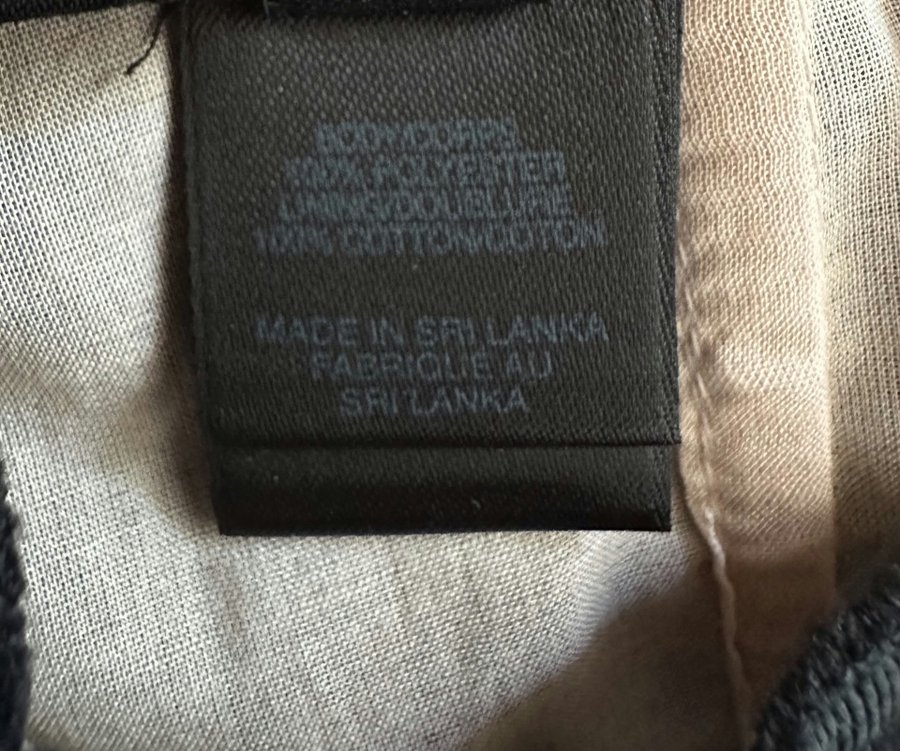 BODY/CORPS
100% POLYESTER
LINING/DOUBLURE
100% COTTON/COTON
MADE IN SRI LANKA
FABRIQUE AU
SRI LANKA